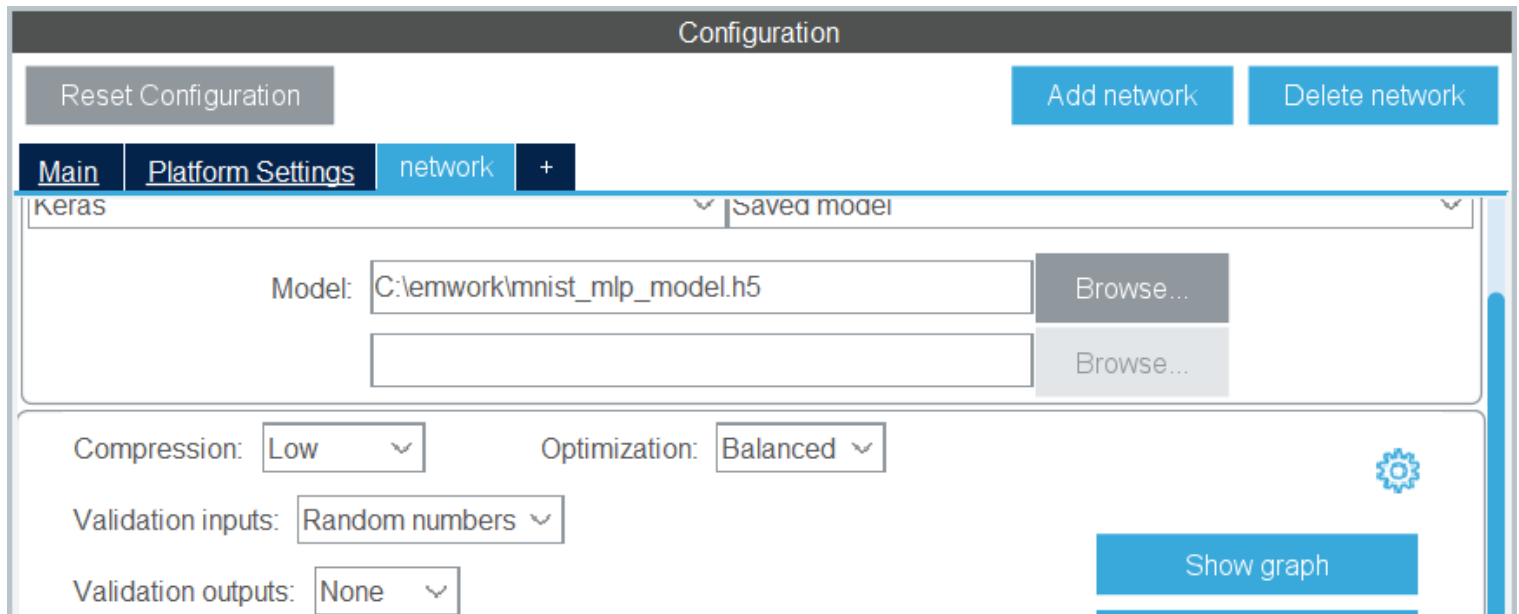 Configuration
Reset Configuration Add network Delete network
Main Platform Settings network +
Keras Saved model
Model: C:\emwork\mnist_mlp_model.h5 Browse...
Browse...
Compression: Low Optimization: Balanced
Validation inputs: Random numbers
Show graph
Validation outputs: None